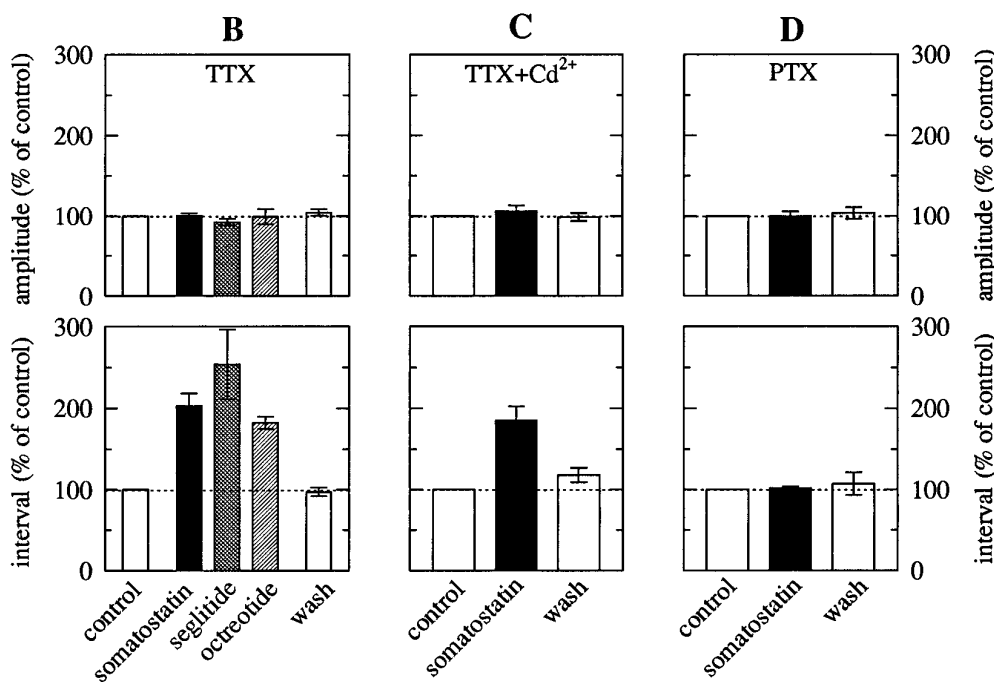 B
C
D
TTX
TTX+Cd²⁺
PTX
amplitude (% of control)
300
200
100
0
300
200
100
0
amplitude (% of control)
interval (% of control)
300
200
100
0
300
200
100
0
interval (% of control)
control
somatostatin
seglitide
octreotide
wash
control
somatostatin
wash
control
somatostatin
wash